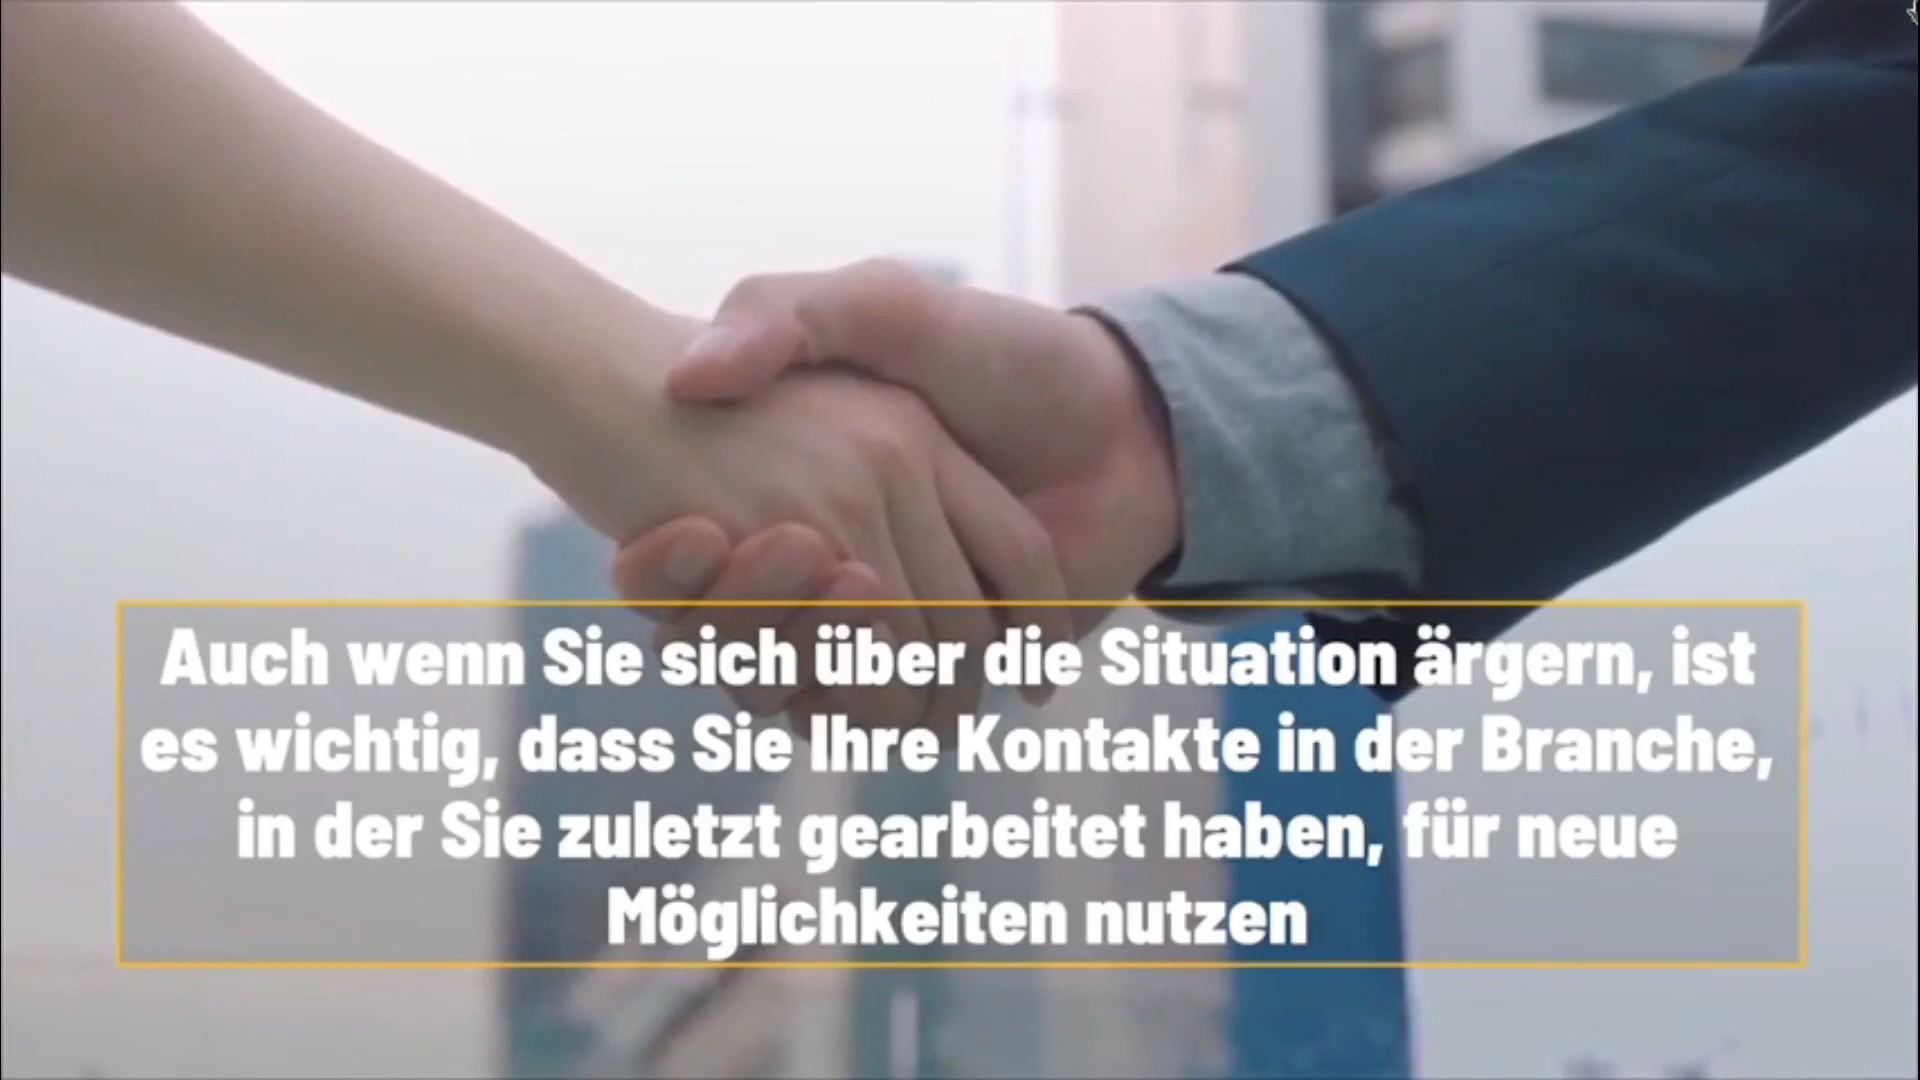 Auch wenn Sie sich über die Situation ärgern, ist
es wichtig, dass Sie Ihre Kontakte in der Branche,
in der Sie zuletzt gearbeitet haben, für neue
Möglichkeiten nutzen